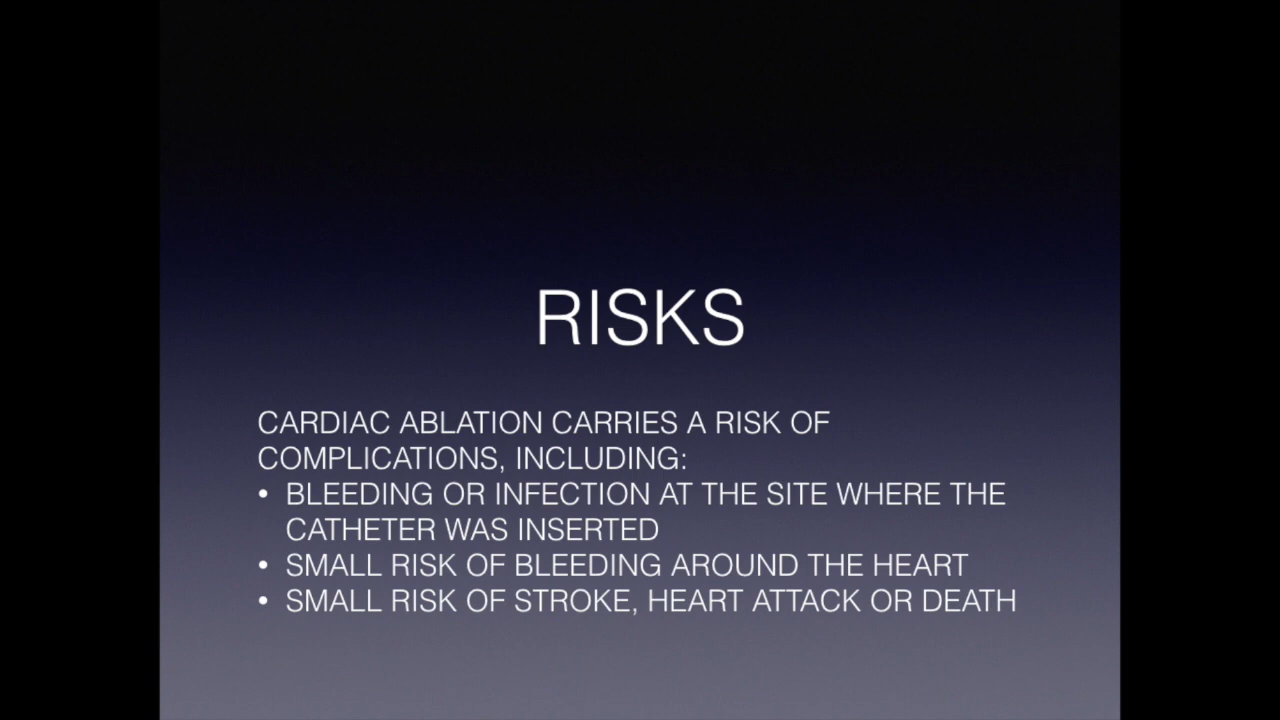 RISKS
CARDIAC ABLATION CARRIES A RISK OF
COMPLICATIONS, INCLUDING:
• BLEEDING OR INFECTION AT THE SITE WHERE THE
CATHETER WAS INSERTED
• SMALL RISK OF BLEEDING AROUND THE HEART
• SMALL RISK OF STROKE, HEART ATTACK OR DEATH